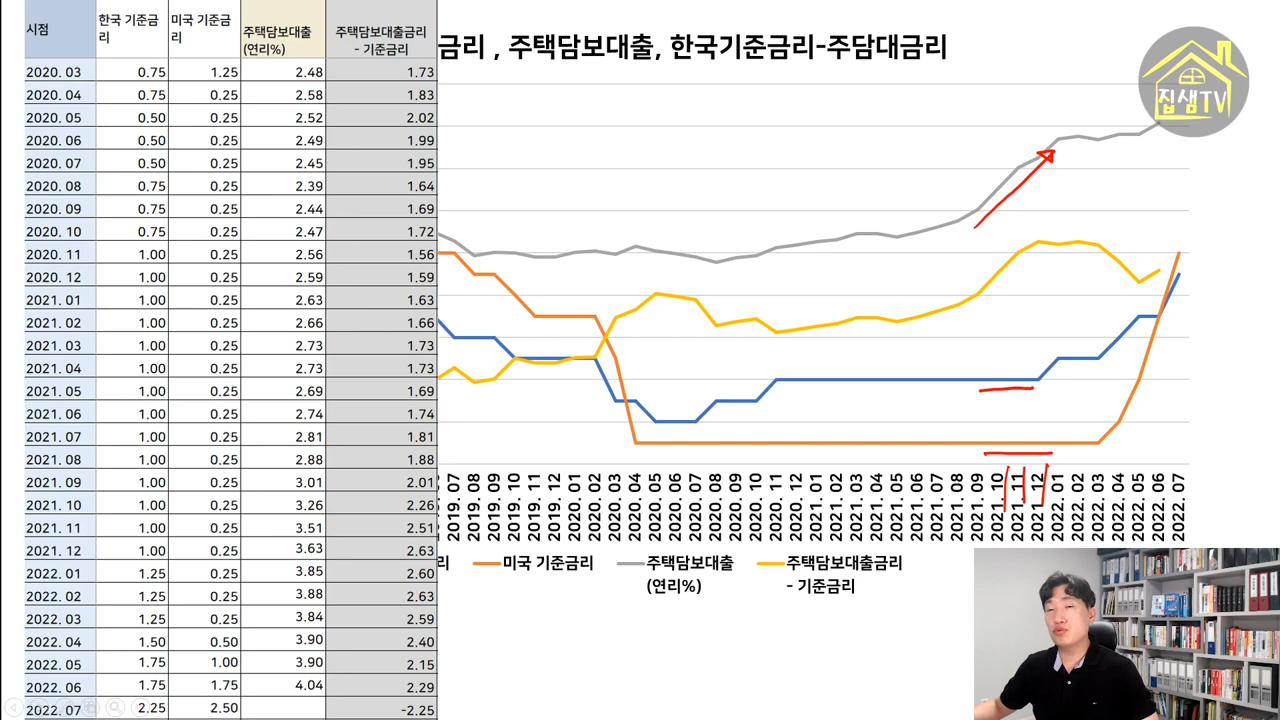 시점 한국 기준금리 미국 기준금리 주택담보대출 (연리%) 주택담보대출금리 - 기준금리
2020. 03 0.75 1.25 2.48 1.73
2020. 04 0.75 0.25 2.58 1.83
2020. 05 0.50 0.25 2.52 2.02
2020. 06 0.50 0.25 2.49 1.99
2020. 07 0.50 0.25 2.45 1.95
2020. 08 0.75 0.25 2.39 1.64
2020. 09 0.75 0.25 2.44 1.69
2020. 10 0.75 0.25 2.47 1.72
2020. 11 1.00 0.25 2.56 1.56
2020. 12 1.00 0.25 2.59 1.59
2021. 01 1.00 0.25 2.63 1.63
2021. 02 1.00 0.25 2.66 1.66
2021. 03 1.00 0.25 2.73 1.73
2021. 04 1.00 0.25 2.73 1.73
2021. 05 1.00 0.25 2.69 1.69
2021. 06 1.00 0.25 2.74 1.74
2021. 07 1.00 0.25 2.81 1.81
2021. 08 1.00 0.25 2.88 1.88
2021. 09 1.00 0.25 3.01 2.01
2021. 10 1.00 0.25 3.26 2.26
2021. 11 1.00 0.25 3.51 2.51
2021. 12 1.00 0.25 3.63 2.63
2022. 01 1.25 0.25 3.85 2.60
2022. 02 1.25 0.25 3.88 2.63
2022. 03 1.25 0.25 3.84 2.59
2022. 04 1.50 0.50 3.90 2.40
2022. 05 1.75 1.00 3.90 2.15
2022. 06 1.75 1.75 4.04 2.29
2022. 07 2.25 2.50 -2.25
금리 , 주택담보대출, 한국기준금리-주담대금리
집샘TV
2019. 07
2019. 08
2019. 09
2019. 10
2019. 11
2019. 12
2020. 01
2020. 02
2020. 03
2020. 04
2020. 05
2020. 06
2020. 07
2020. 08
2020. 09
2020. 10
2020. 11
2020. 12
2021. 01
2021. 02
2021. 03
2021. 04
2021. 05
2021. 06
2021. 07
2021. 08
2021. 09
2021. 10
2021. 11
2021. 12
2022. 01
2022. 02
2022. 03
2022. 04
2022. 05
2022. 06
2022. 07
리 미국 기준금리 주택담보대출 주택담보대출금리
(연리%) - 기준금리